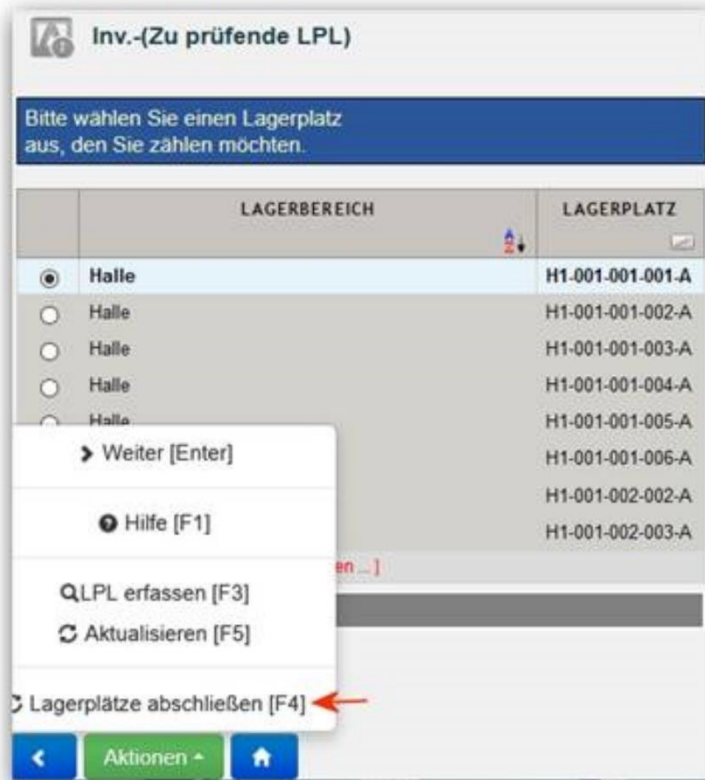 Inv.-(Zu prüfende LPL)
Bitte wählen Sie einen Lagerplatz
aus, den Sie zählen möchten.
LAGERBEREICH LAGERPLATZ
Halle H1-001-001-001-A
Halle H1-001-001-002-A
Halle H1-001-001-003-A
Halle H1-001-001-004-A
Halle H1-001-001-005-A
H1-001-001-006-A
H1-001-002-002-A
H1-001-002-003-A
en ... ]
Weiter [Enter]
Hilfe [F1]
LPL erfassen [F3]
Aktualisieren [F5]
Lagerplätze abschließen [F4]
Aktionen